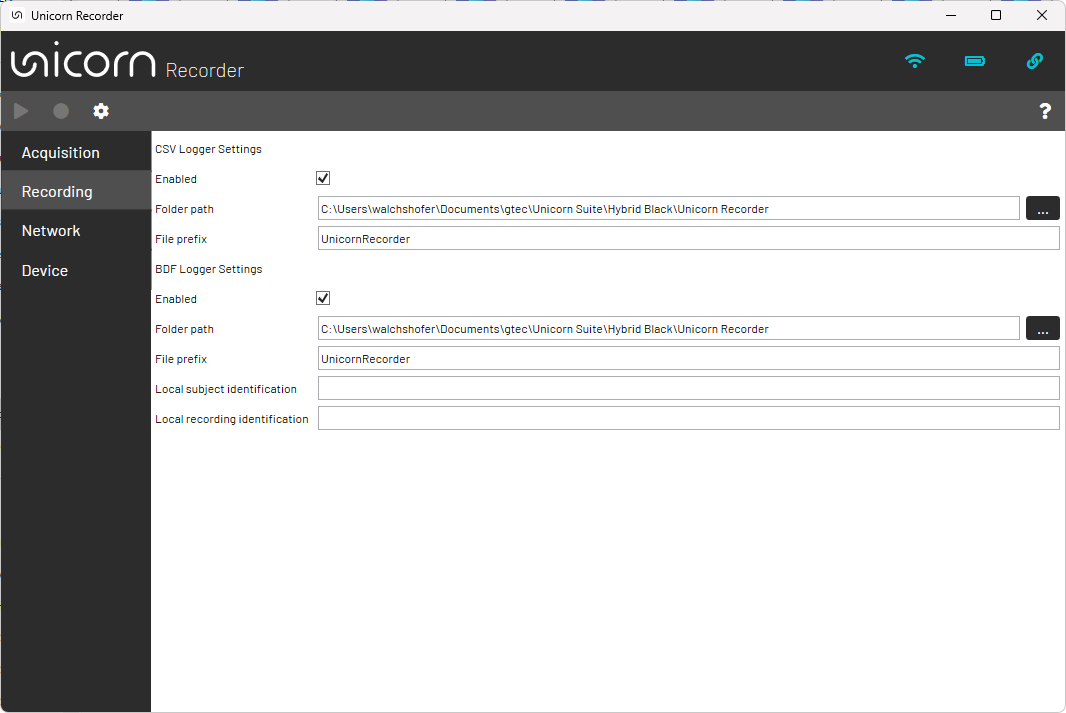 Unicorn Recorder
unicorn Recorder
?
Acquisition
Recording
Network
Device
CSV Logger Settings
Enabled
Folder path C:\Users\walchshofer\Documents\gtec\Unicorn Suite\Hybrid Black\Unicorn Recorder ...
File prefix UnicornRecorder
BDF Logger Settings
Enabled
Folder path C:\Users\walchshofer\Documents\gtec\Unicorn Suite\Hybrid Black\Unicorn Recorder ...
File prefix UnicornRecorder
Local subject identification
Local recording identification